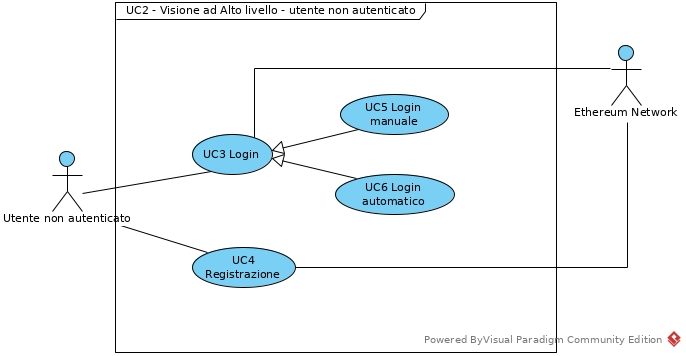 UC2 - Visione ad Alto livello - utente non autenticato
UC5 Login
manuale
Ethereum Network
UC3 Login
UC6 Login
automatico
Utente non autenticato
UC4
Registrazione
Powered ByVisual Paradigm Community Edition